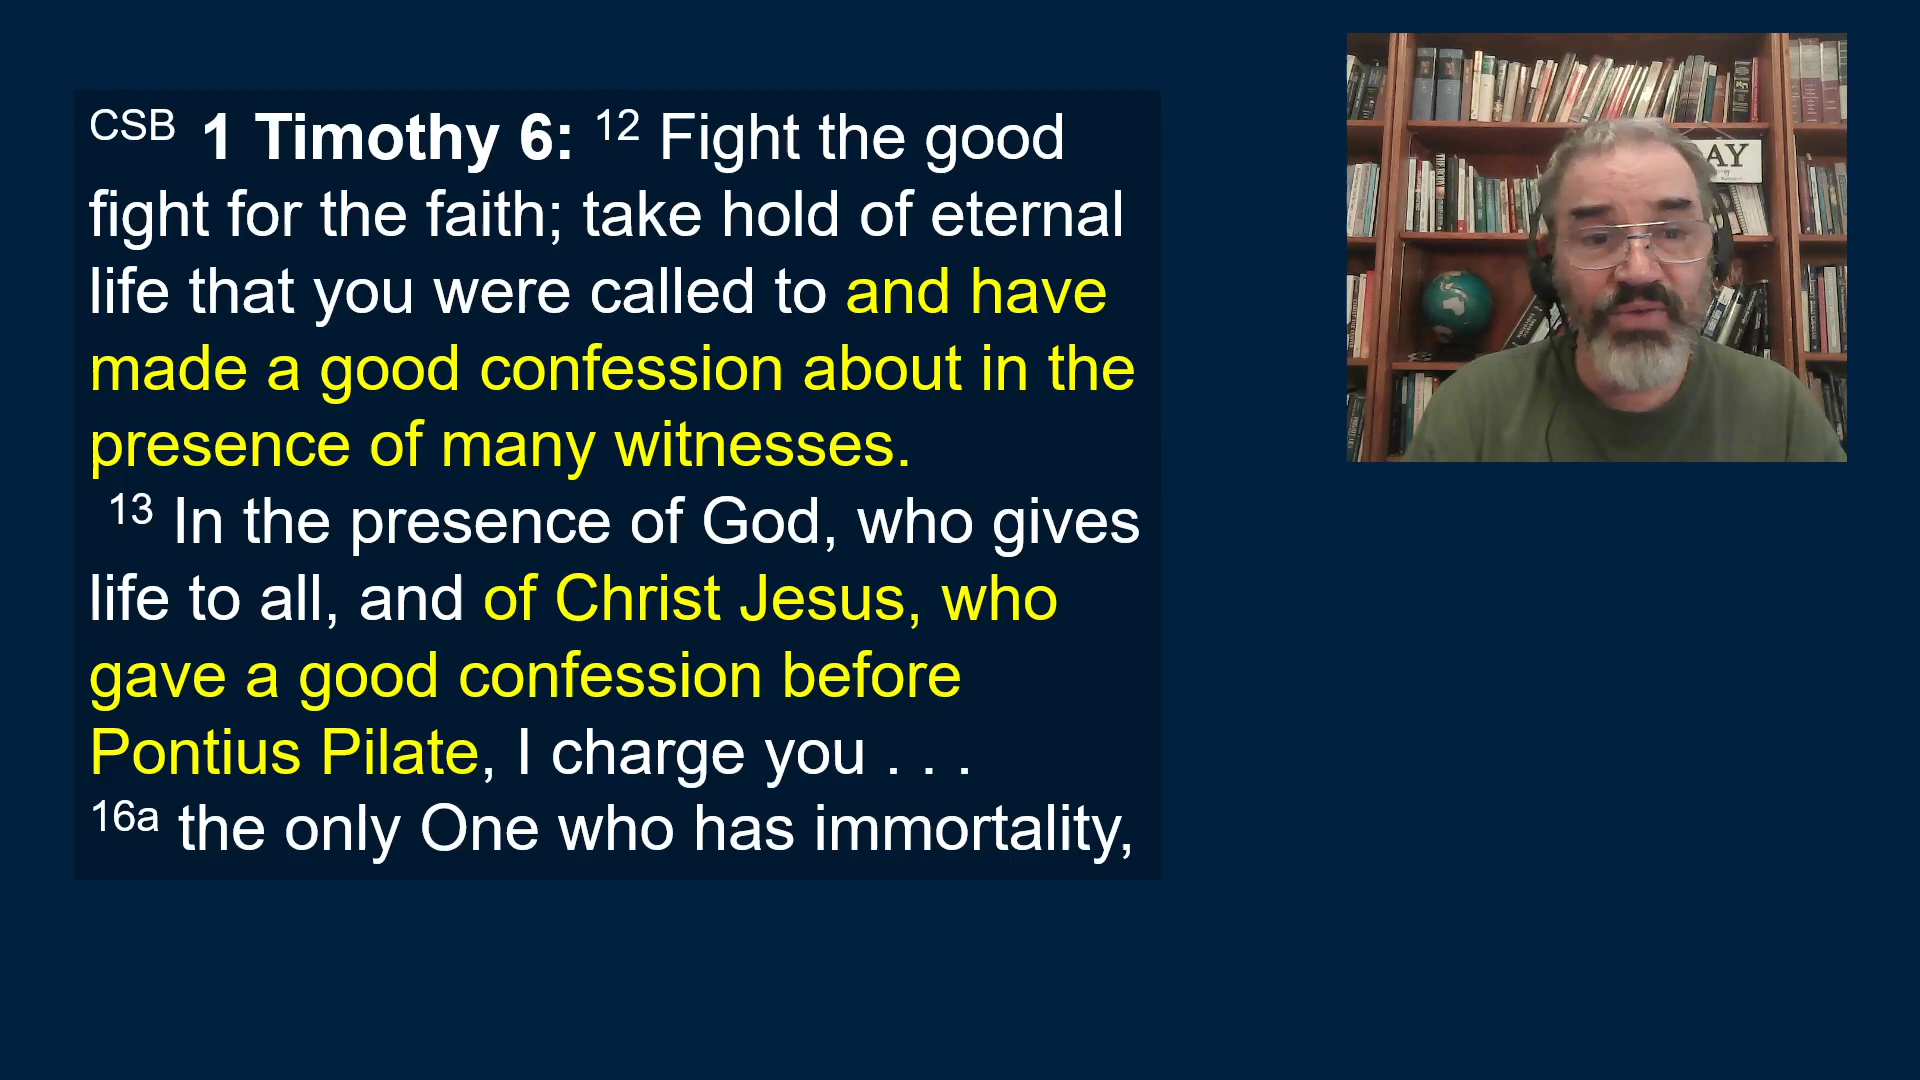 CSB 1 Timothy 6: 12 Fight the good
fight for the faith; take hold of eternal
life that you were called to and have
made a good confession about in the
presence of many witnesses.
13 In the presence of God, who gives
life to all, and of Christ Jesus, who
gave a good confession before
Pontius Pilate, I charge you . . .
16a the only One who has immortality,
AY